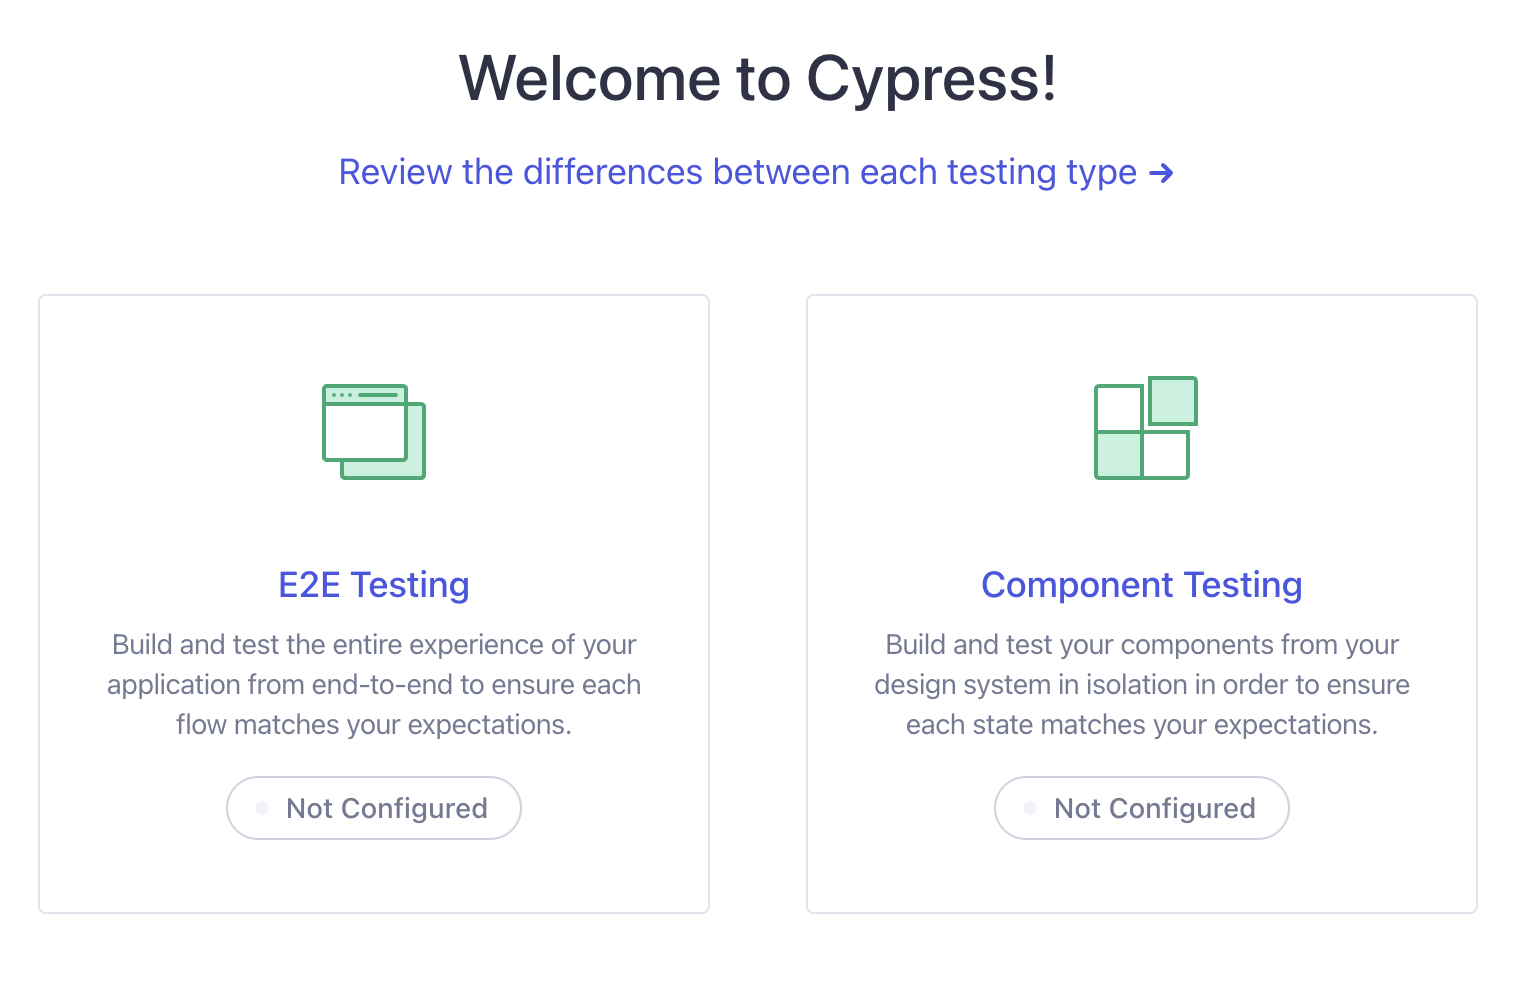 Welcome to Cypress!
Review the differences between each testing type →
E2E Testing
Build and test the entire experience of your
application from end-to-end to ensure each
flow matches your expectations.
Not Configured
Component Testing
Build and test your components from your
design system in isolation in order to ensure
each state matches your expectations.
Not Configured